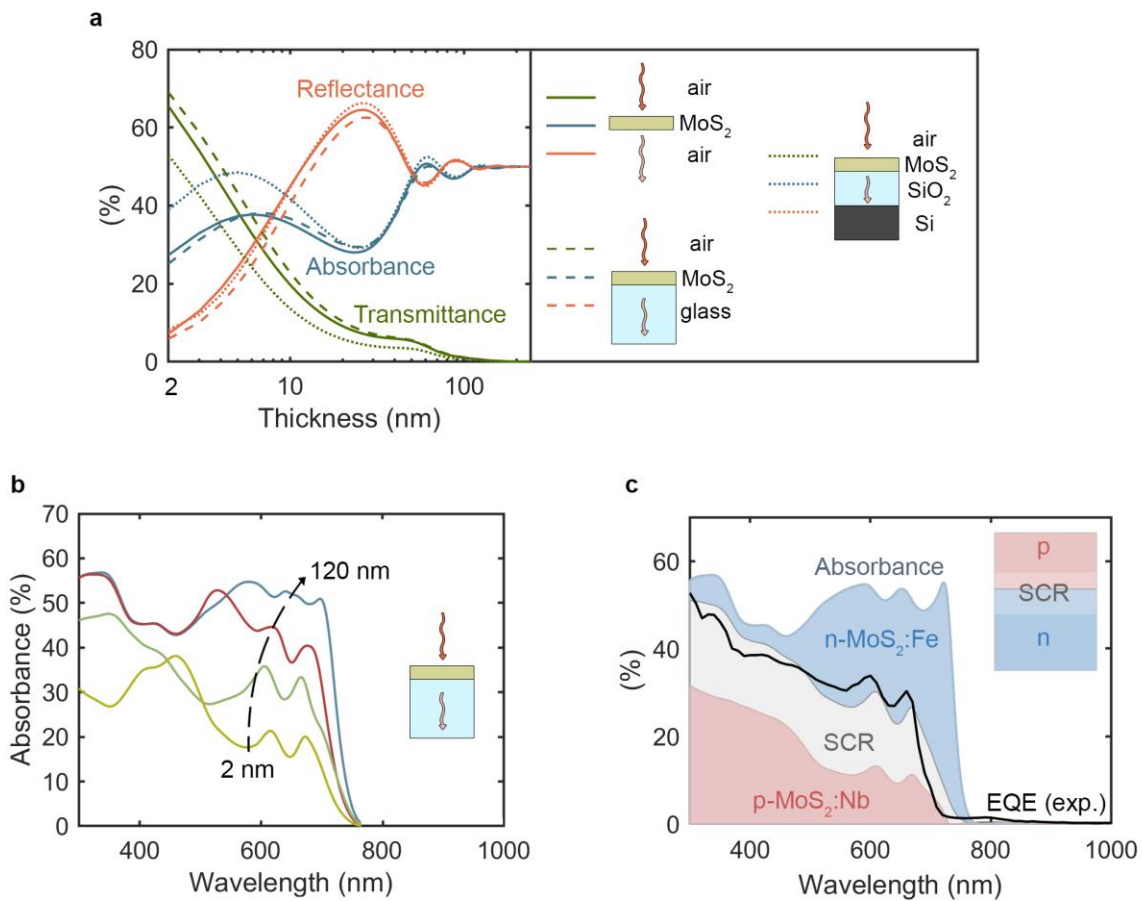 a
80
60
40
20
0
(%)
Reflectance
Absorbance
Transmittance
2
10
100
Thickness (nm)
air
MoS₂
air
air
MoS₂
glass
air
MoS₂
SiO₂
Si
b
70
60
50
40
30
20
10
0
Absorbance (%)
120 nm
2 nm
400
600
800
1000
Wavelength (nm)
c
60
40
20
0
(%)
Absorbance
n-MoS₂:Fe
SCR
p-MoS₂:Nb
EQE (exp.)
p
SCR
n
400
600
800
1000
Wavelength (nm)